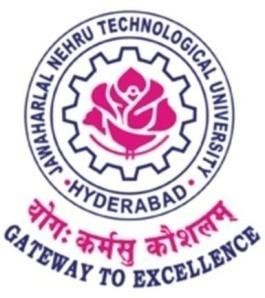 JAWAHARLAL NEHRU TECHNOLOGICAL UNIVERSITY
• HYDERABAD •
योगः कर्मसु कौशलम्
GATEWAY TO EXCELLENCE